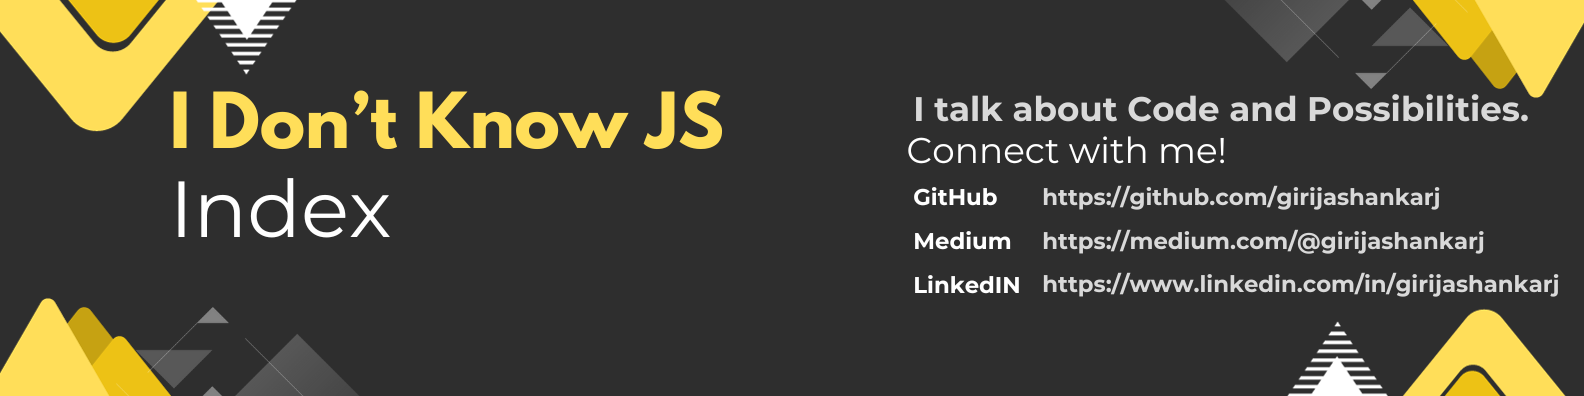 I Don’t Know JS
Index
I talk about Code and Possibilities.
Connect with me!
GitHub https://github.com/girijashankarj
Medium https://medium.com/@girijashankarj
LinkedIN https://www.linkedin.com/in/girijashankarj